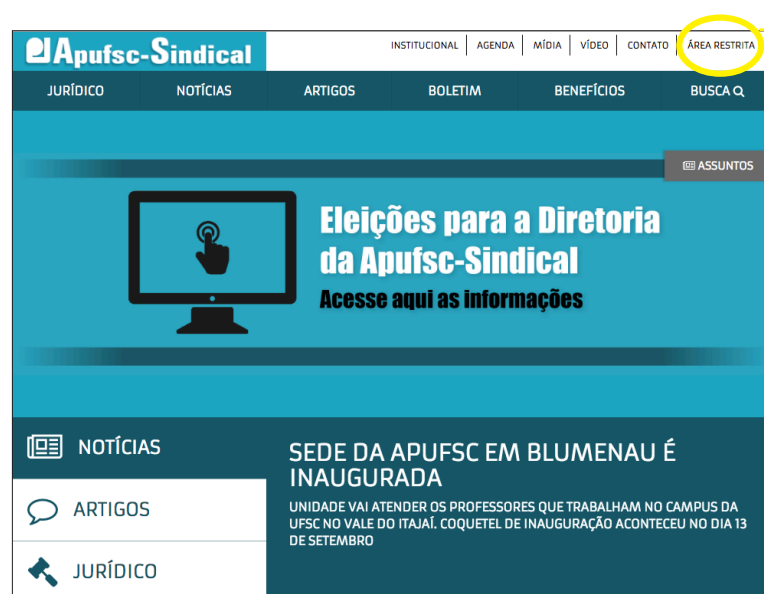 Apufsc-Sindical
INSTITUCIONAL AGENDA MÍDIA VÍDEO CONTATO ÁREA RESTRITA
JURÍDICO NOTÍCIAS ARTIGOS BOLETIM BENEFÍCIOS BUSCA
ASSUNTOS
Eleições para a Diretoria
da Apufsc-Sindical
Acesse aqui as informações
NOTÍCIAS
ARTIGOS
JURÍDICO
SEDE DA APUFSC EM BLUMENAU É
INAUGURADA
UNIDADE VAI ATENDER OS PROFESSORES QUE TRABALHAM NO CAMPUS DA
UFSC NO VALE DO ITAJAÍ. COQUETEL DE INAUGURAÇÃO ACONTECEU NO DIA 13
DE SETEMBRO